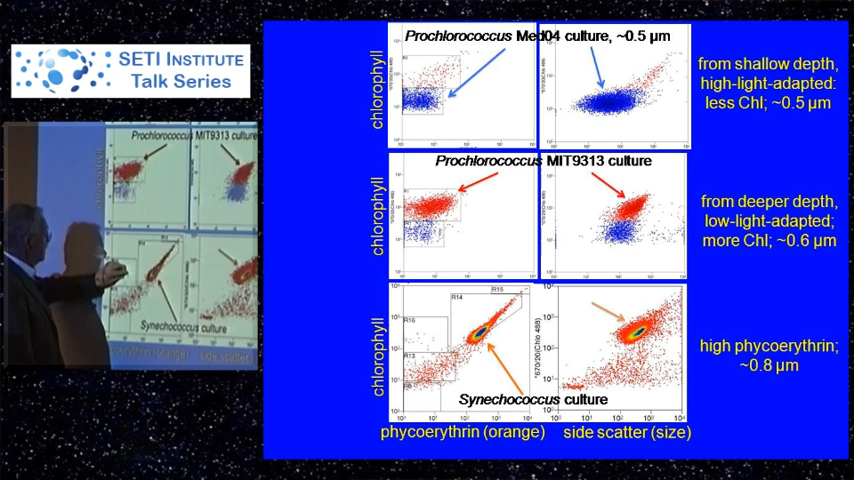 SETI INSTITUTE
Talk Series
Prochlorococcus Med04 culture, ~0.5 µm
chlorophyll
from shallow depth,
high-light-adapted:
less Chl; ~0.5 µm
Prochlorococcus MIT9313 culture
chlorophyll
from deeper depth,
low-light-adapted;
more Chl; ~0.6 µm
R15
R14
R16
R13
chlorophyll
high phycoerythrin;
~0.8 µm
Synechococcus culture
phycoerythrin (orange)
side scatter (size)
Prochlorococcus MIT9313 culture
Synechococcus culture
side scatter